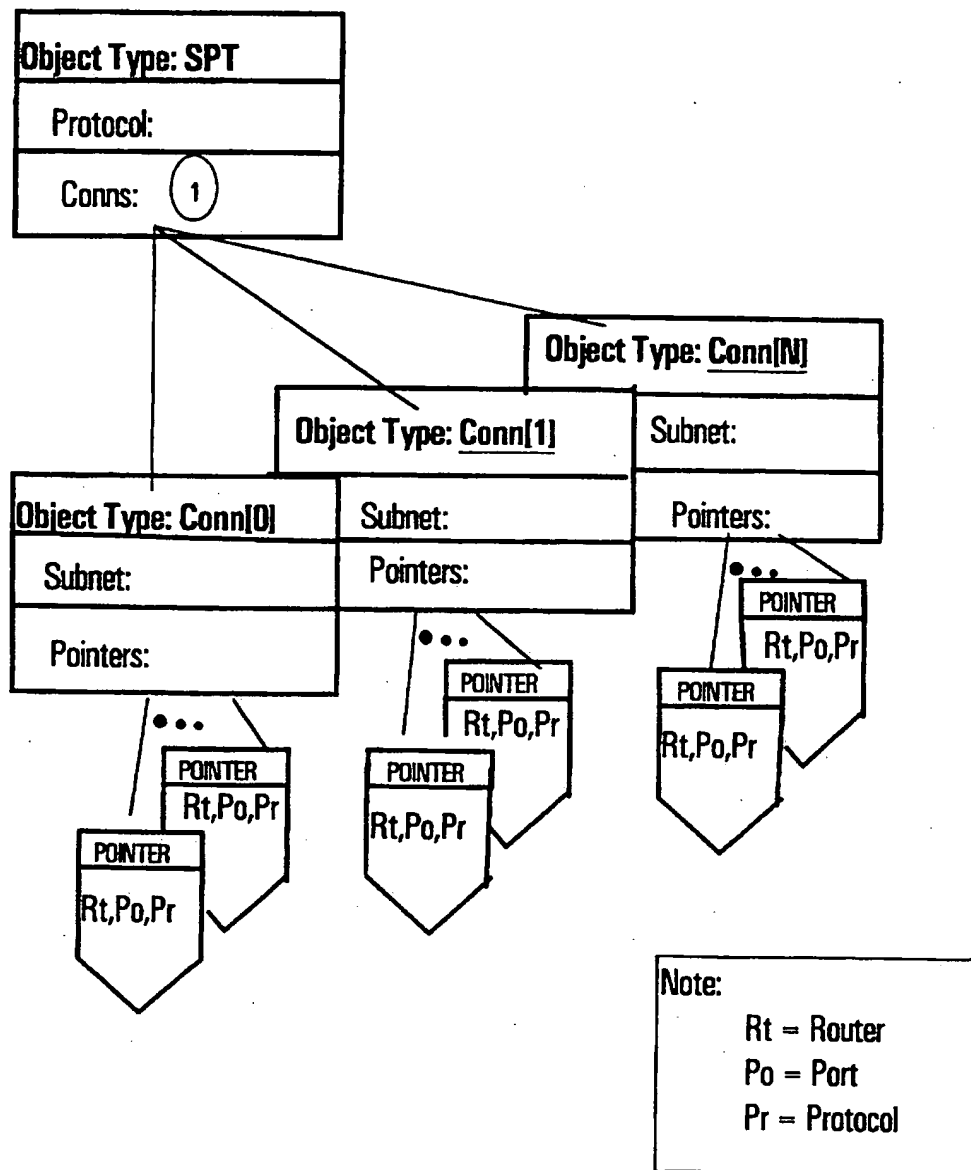 Object Type: SPT
Protocol:
Conns: 1
Object Type: Conn[N]
Subnet:
Pointers:
POINTER
Rt,Po,Pr
POINTER
Rt,Po,Pr
Object Type: Conn[1]
Subnet:
Pointers:
POINTER
Rt,Po,Pr
POINTER
Rt,Po,Pr
Object Type: Conn[0]
Subnet:
Pointers:
POINTER
Rt,Po,Pr
POINTER
Rt,Po,Pr
Note:
Rt = Router
Po = Port
Pr = Protocol